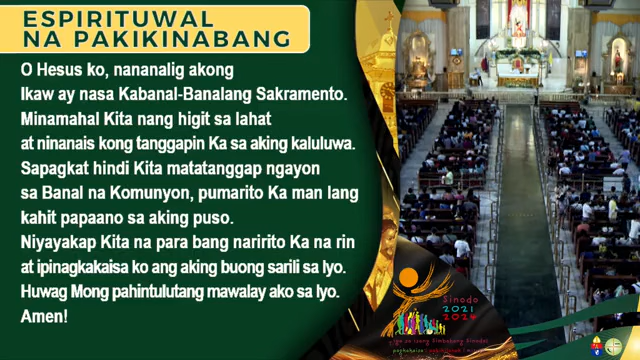 ESPIRITUWAL
NA PAKIKINABANG
O Hesus ko, nananalig akong
Ikaw ay nasa Kabanal-Banalang Sakramento.
Minamahal Kita nang higit sa lahat
at ninanais kong tanggapin Ka sa aking kaluluwa.
Sapagkat hindi Kita matatanggap ngayon
sa Banal na Komunyon, pumarito Ka man lang
kahit papaano sa aking puso.
Niyayakap Kita na para bang naririto Ka na rin
at ipinagkakaisa ko ang aking buong sarili sa Iyo.
Huwag Mong pahintulutang mawalay ako sa Iyo.
Amen!
Sinodo
2021
2024